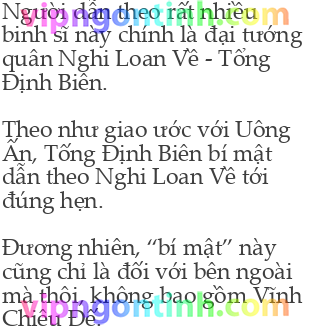 Người dẫn theo rất nhiều
binh sĩ này chính là đại tướng
quân Nghi Loan Vệ - Tổng
Định Biên.
Theo như giao ước với Uông
Ấn, Tống Định Biên bí mật
dẫn theo Nghi Loan Vệ tới
đúng hẹn.
Đương nhiên, “bí mật” này
cũng chỉ là đối với bên ngoài
mà thôi, không bao gồm Vĩnh
Chiêu Đế.
vipngontinh.com
vipngontinh.com